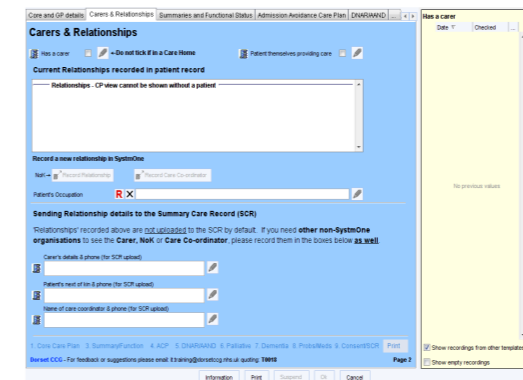 Core and GP details | Carers & Relationships | Summaries and Functional Status | Admission Avoidance Care Plan | DNAR/AAND | ...
Carers & Relationships
Has a carer <-Do not tick if in a Care Home Patient themselves providing care
Current Relationships recorded in patient record
Relationships - CP view cannot be shown without a patient
Record a new relationship in SystmOne
NoK Record Relationship Record Care Co-ordinator
Patient's Occupation R X
Sending Relationship details to the Summary Care Record (SCR)
'Relationships' recorded above are not uploaded to the SCR by default. If you need other non-SystmOne
organisations to see the Carer, NoK or Care Co-ordinator, please record them in the boxes below as well.
Carer's details & phone (for SCR upload)
Patient's next of kin & phone (for SCR upload)
Name of care coordinator & phone (for SCR upload)
1. Core Care Plan 3. Summary/Function 4. ACP 5. DNAR/AAND 6. Palliative 7. Dementia 8. Probs/Meds 9. Consent/SCR Print
Dorset CCG - For feedback or suggestions please email quoting T0018 Page 2
Information Print Suspend Ok Cancel
Has a carer
Date Checked ...
No previous values
Show recordings from other templates
Show empty recordings